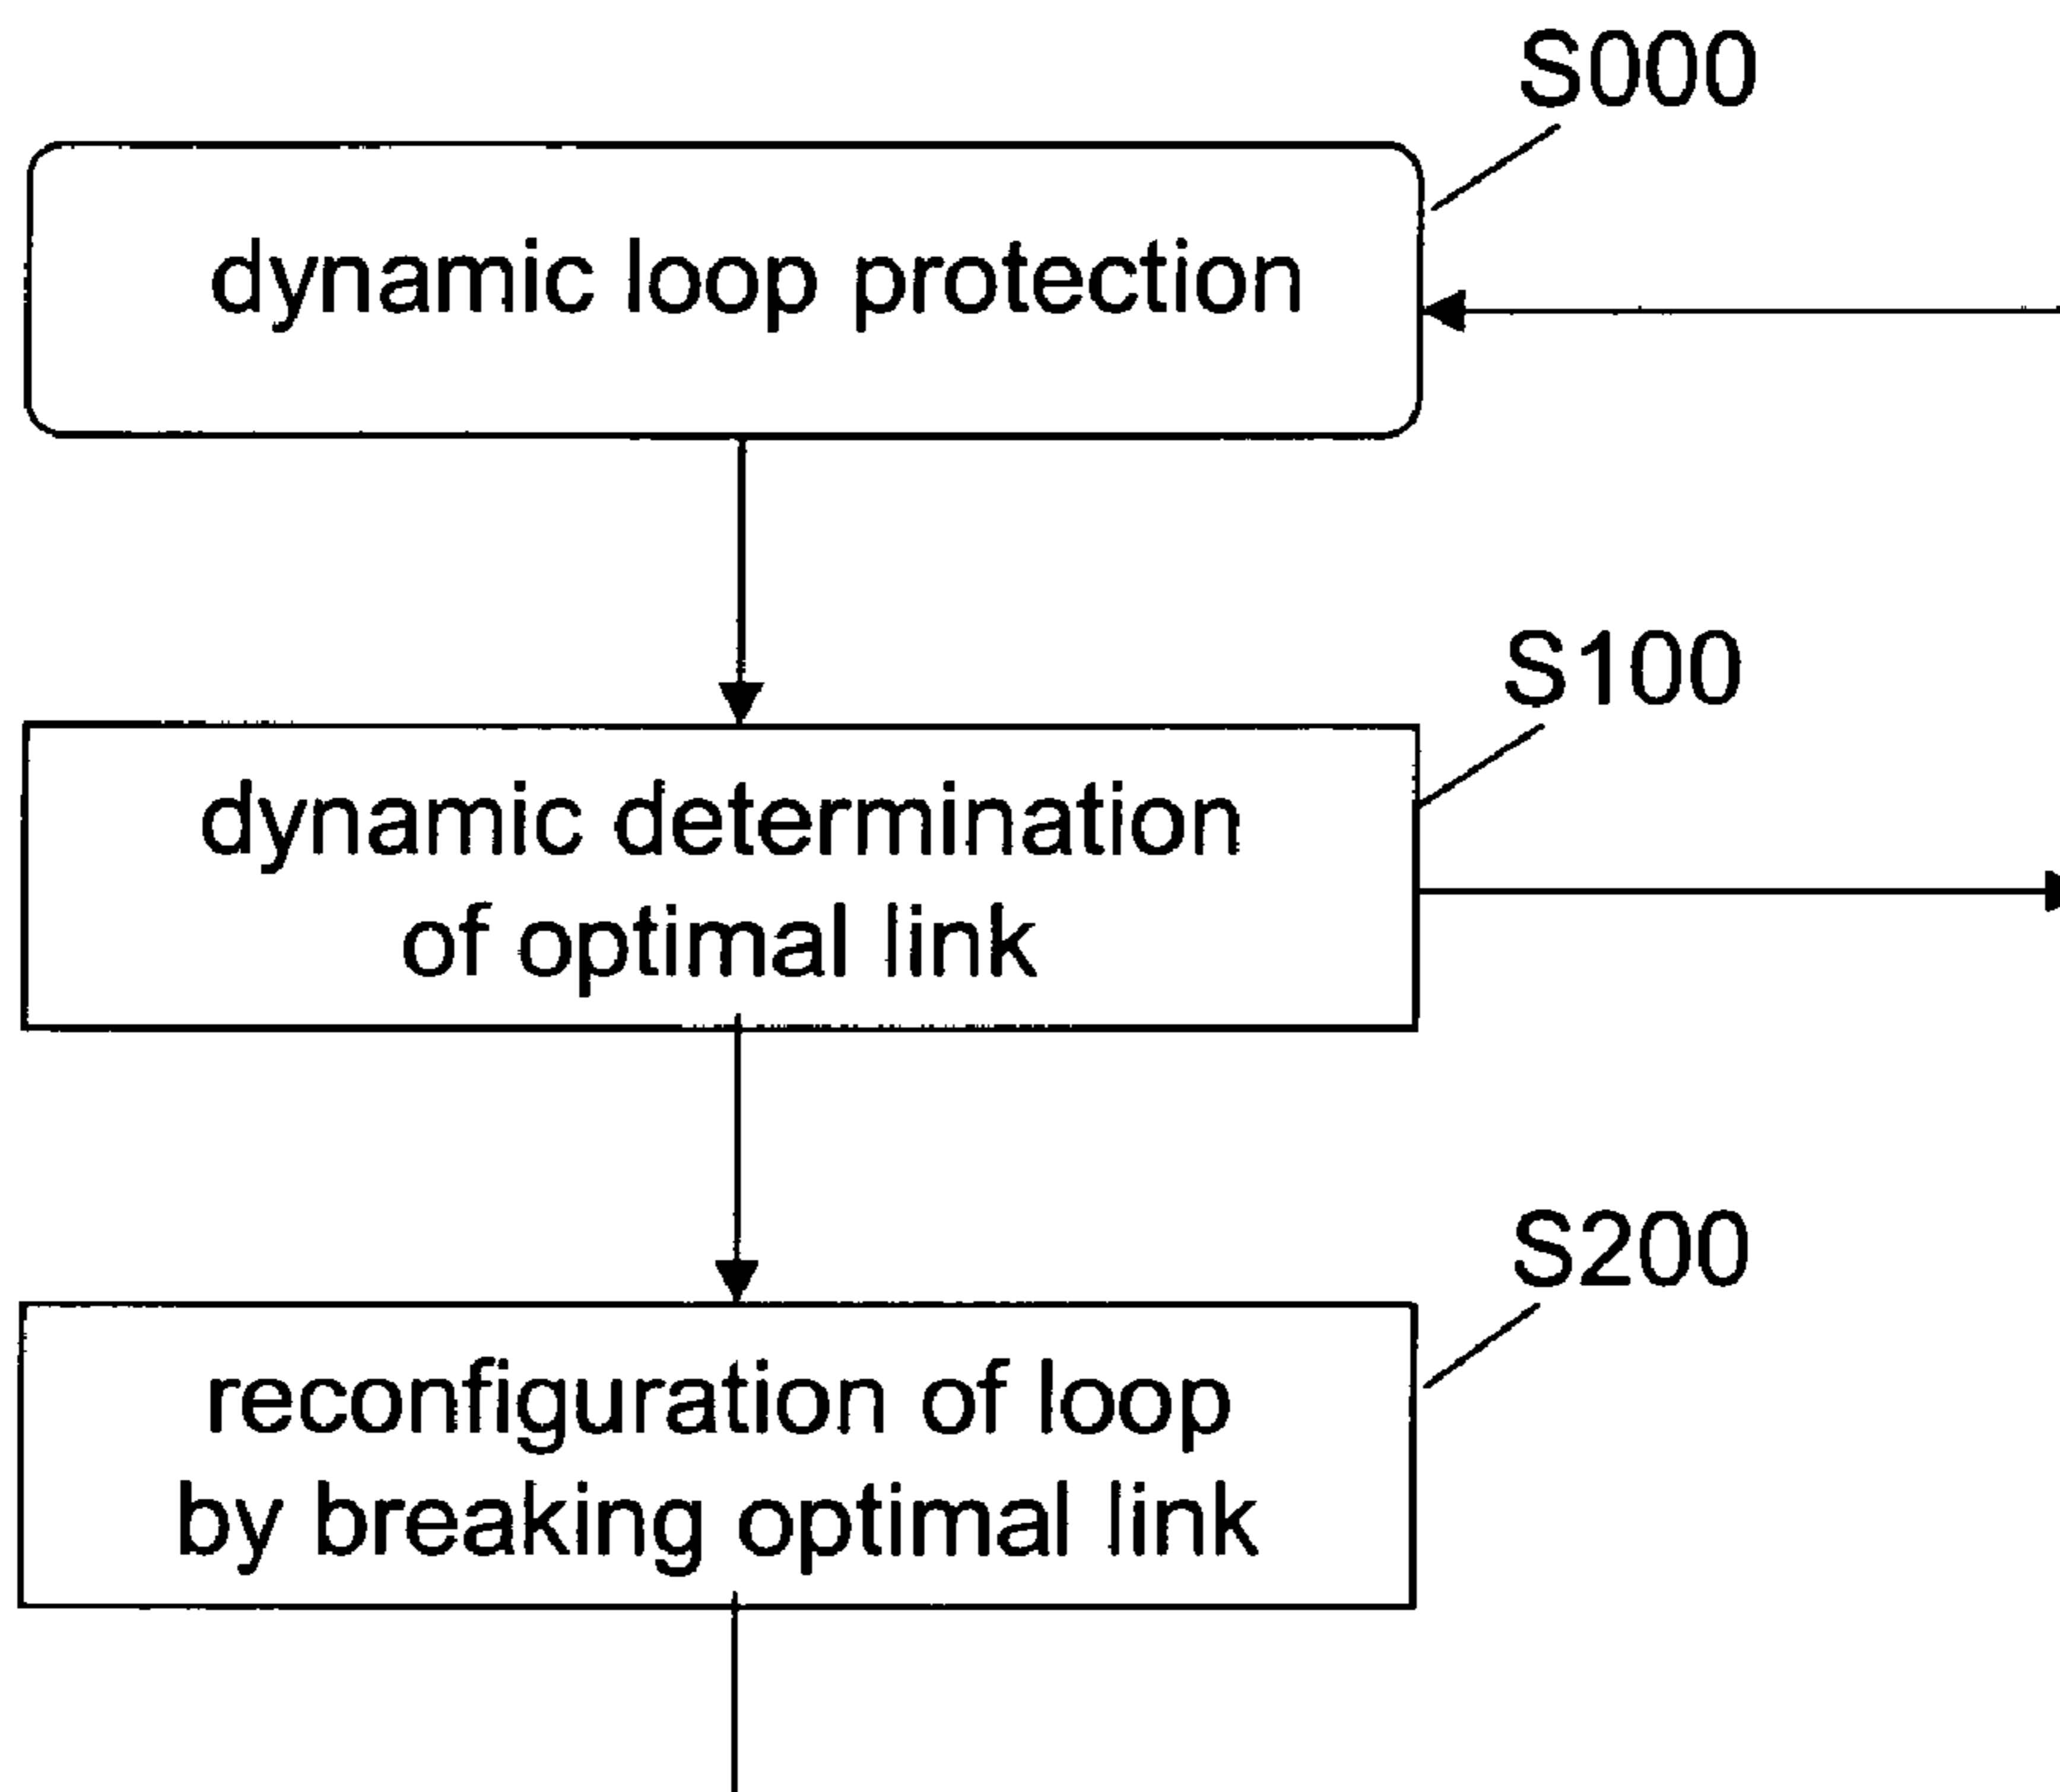 S000
dynamic loop protection
S100
dynamic determination
of optimal link
S200
reconfiguration of loop
by breaking optimal link